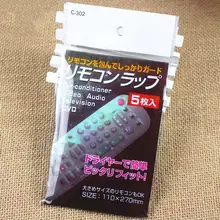 C-302
リモコンを包んでしっかりガード
リモコンラップ
Air-conditioner
Video Audio
Television
DVD
5枚入
ドライヤーで簡単
ピッタリフィット!
大きめサイズのリモコンもOK
SIZE:110×270mm